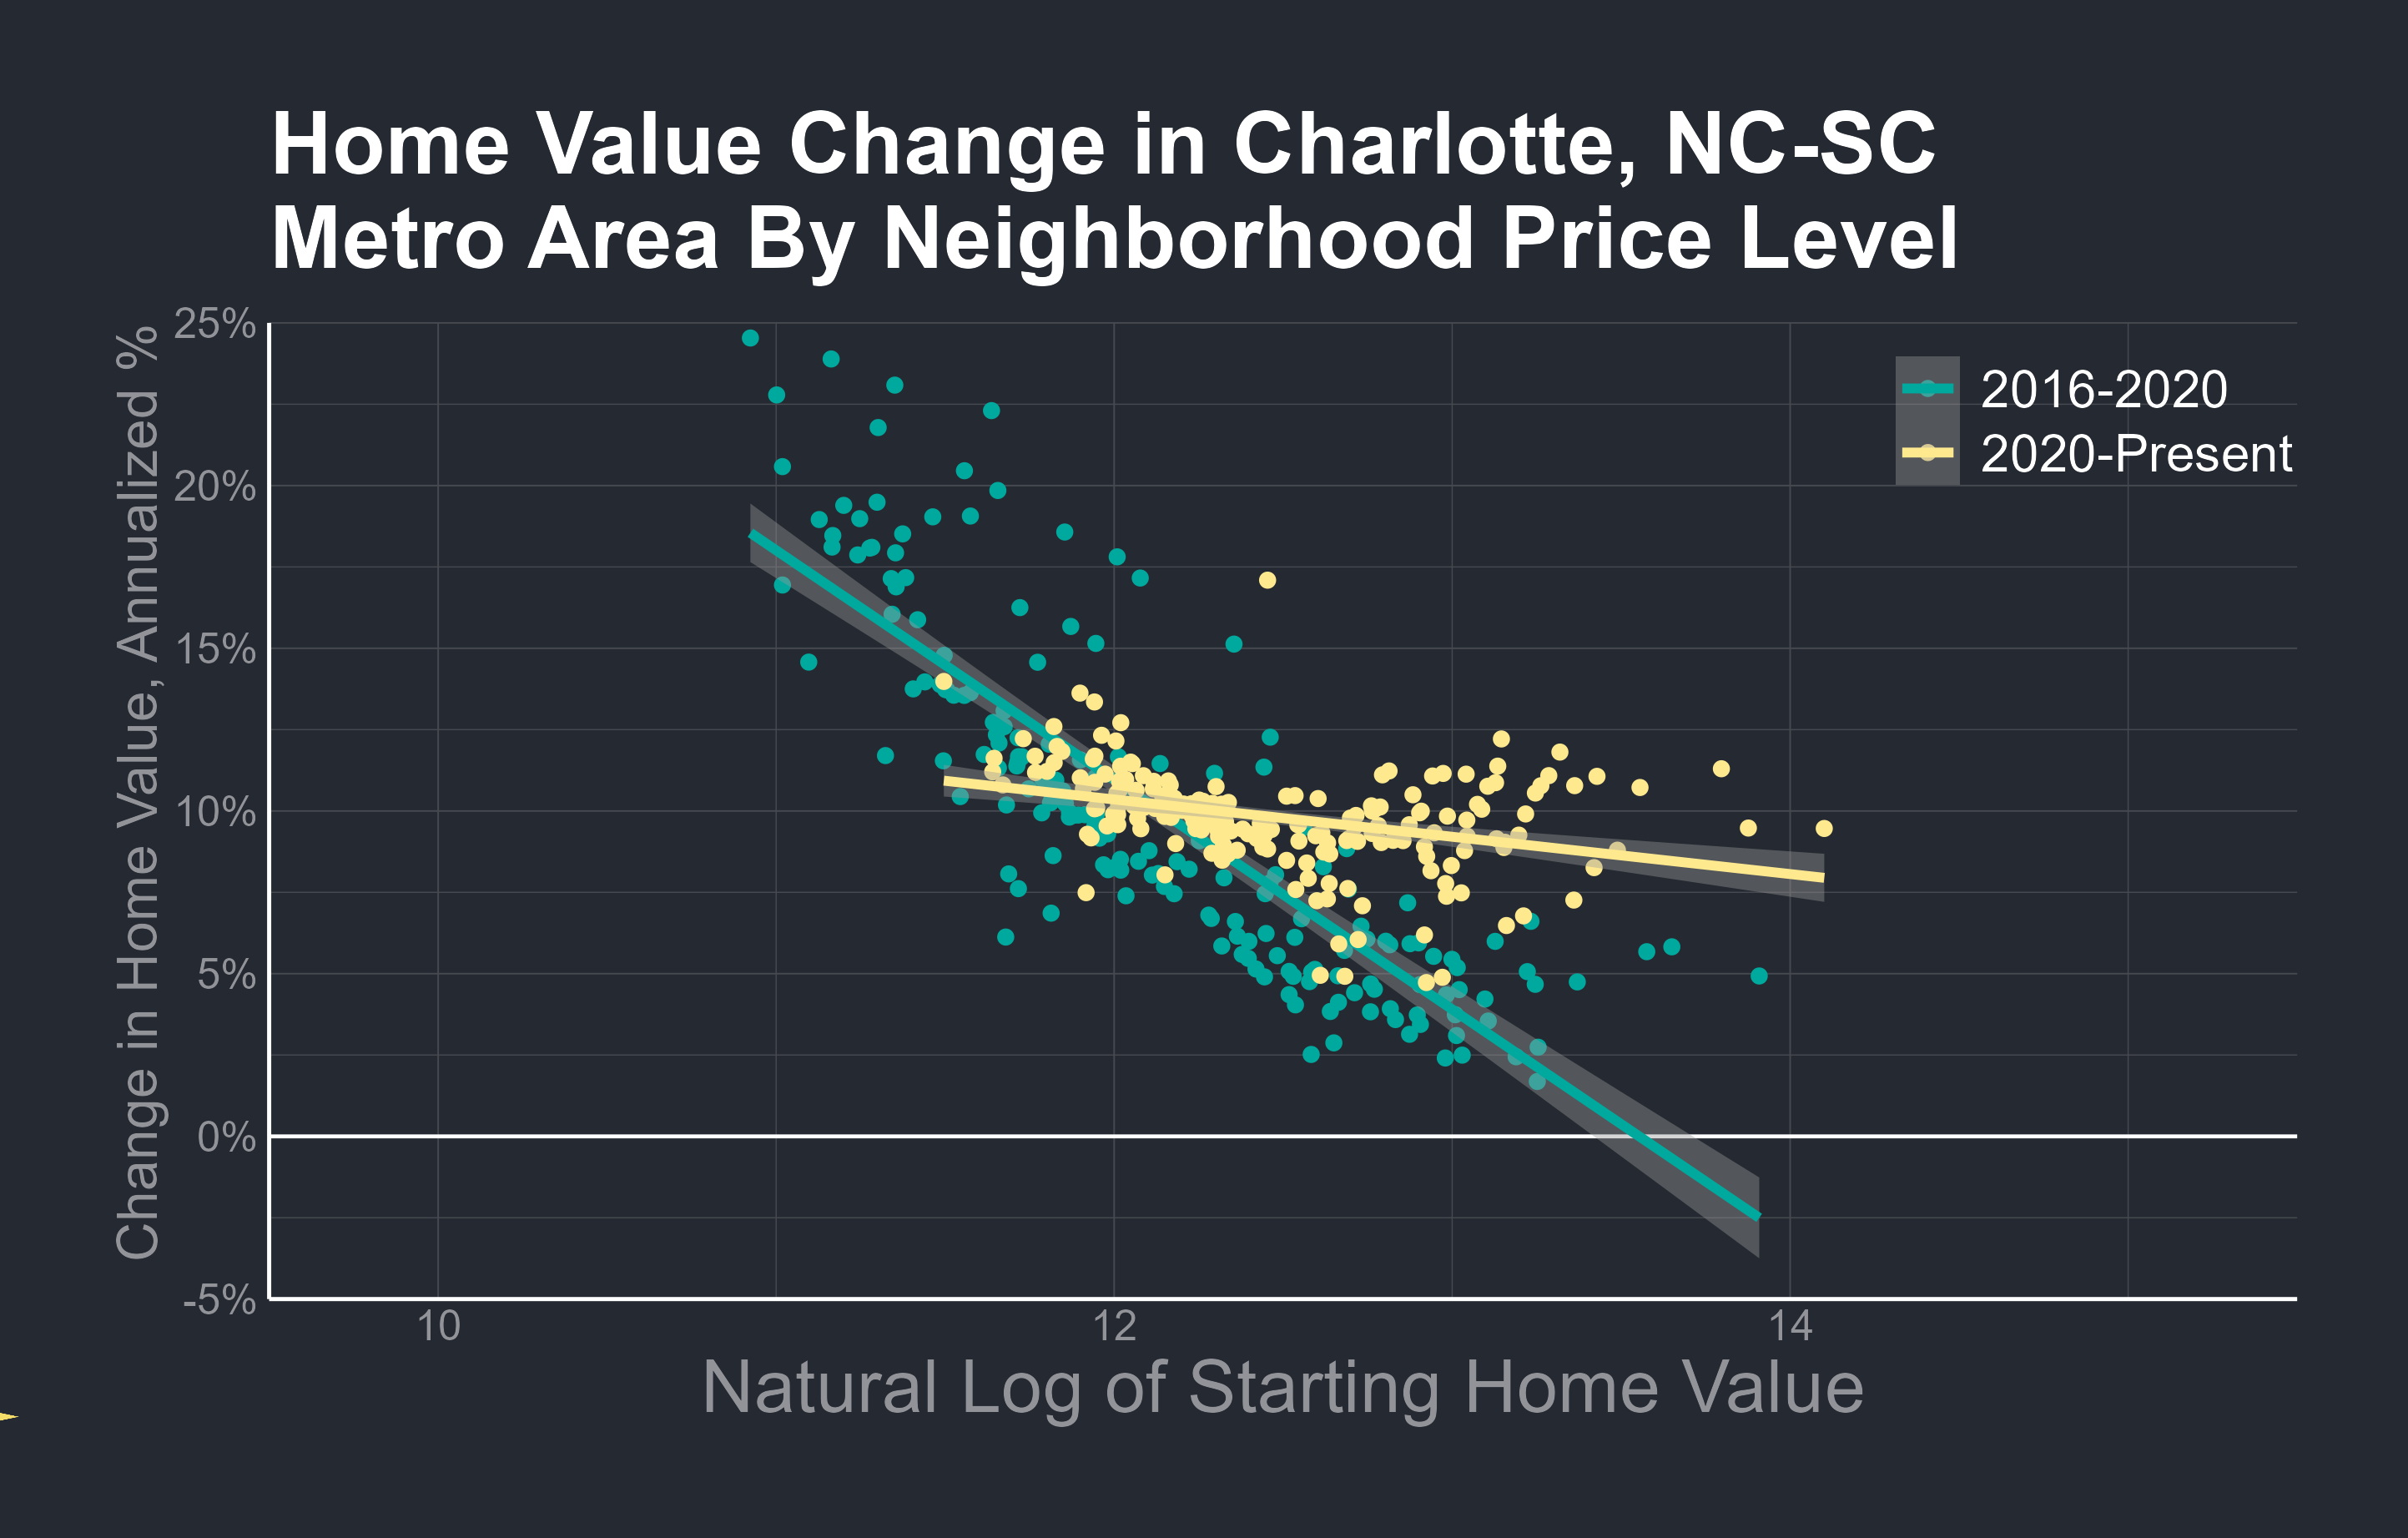 Home Value Change in Charlotte, NC-SC
Metro Area By Neighborhood Price Level
Change in Home Value, Annualized %
25%
20%
15%
10%
5%
0%
-5%
2016-2020
2020-Present
10
12
14
Natural Log of Starting Home Value